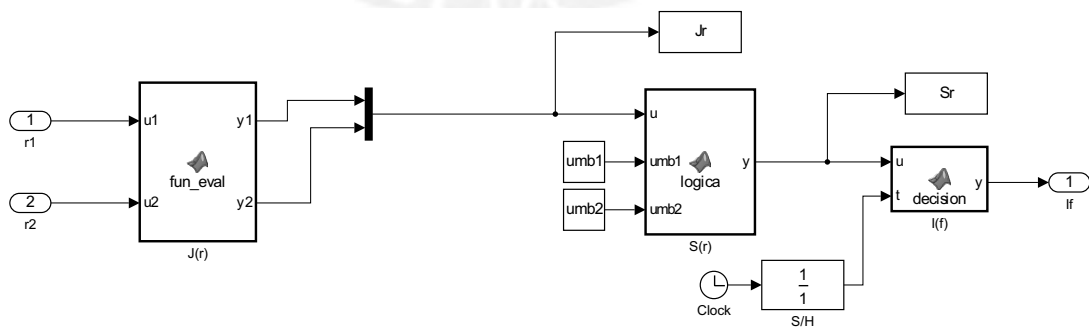 Jr
Sr
1
r1
u1
y1
fun_eval
2
r2
u2
y2
J(r)
u
umb1
umb1
y
logica
umb2
umb2
S(r)
u
t
y
decision
I(f)
1
If
Clock
1
1
S/H